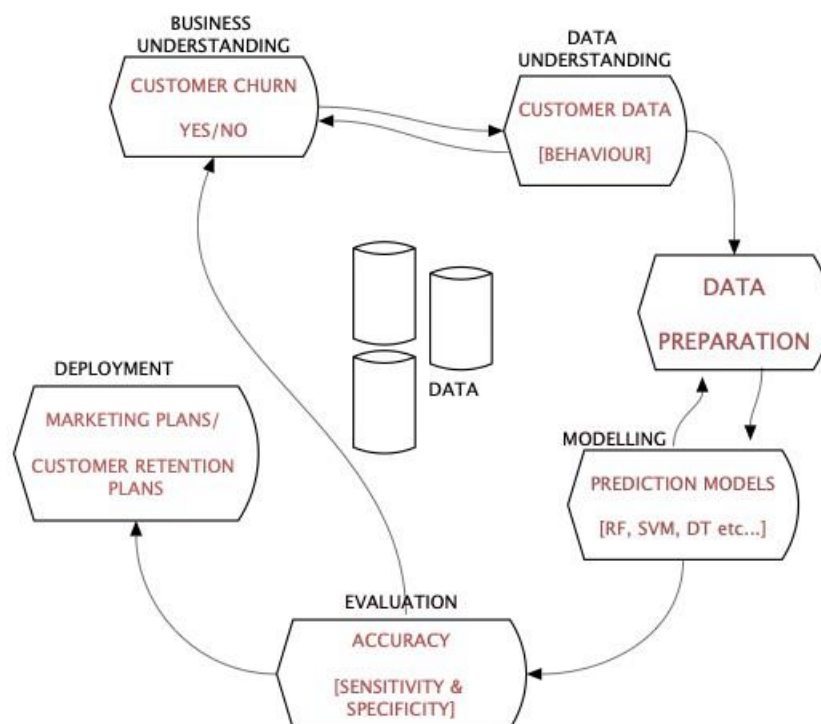 BUSINESS
UNDERSTANDING
CUSTOMER CHURN
YES/NO
DATA
UNDERSTANDING
CUSTOMER DATA
[BEHAVIOUR]
DATA
PREPARATION
DATA
DEPLOYMENT
MARKETING PLANS/
CUSTOMER RETENTION
PLANS
MODELLING
PREDICTION MODELS
[RF, SVM, DT etc...]
EVALUATION
ACCURACY
[SENSITIVITY &
SPECIFICITY]